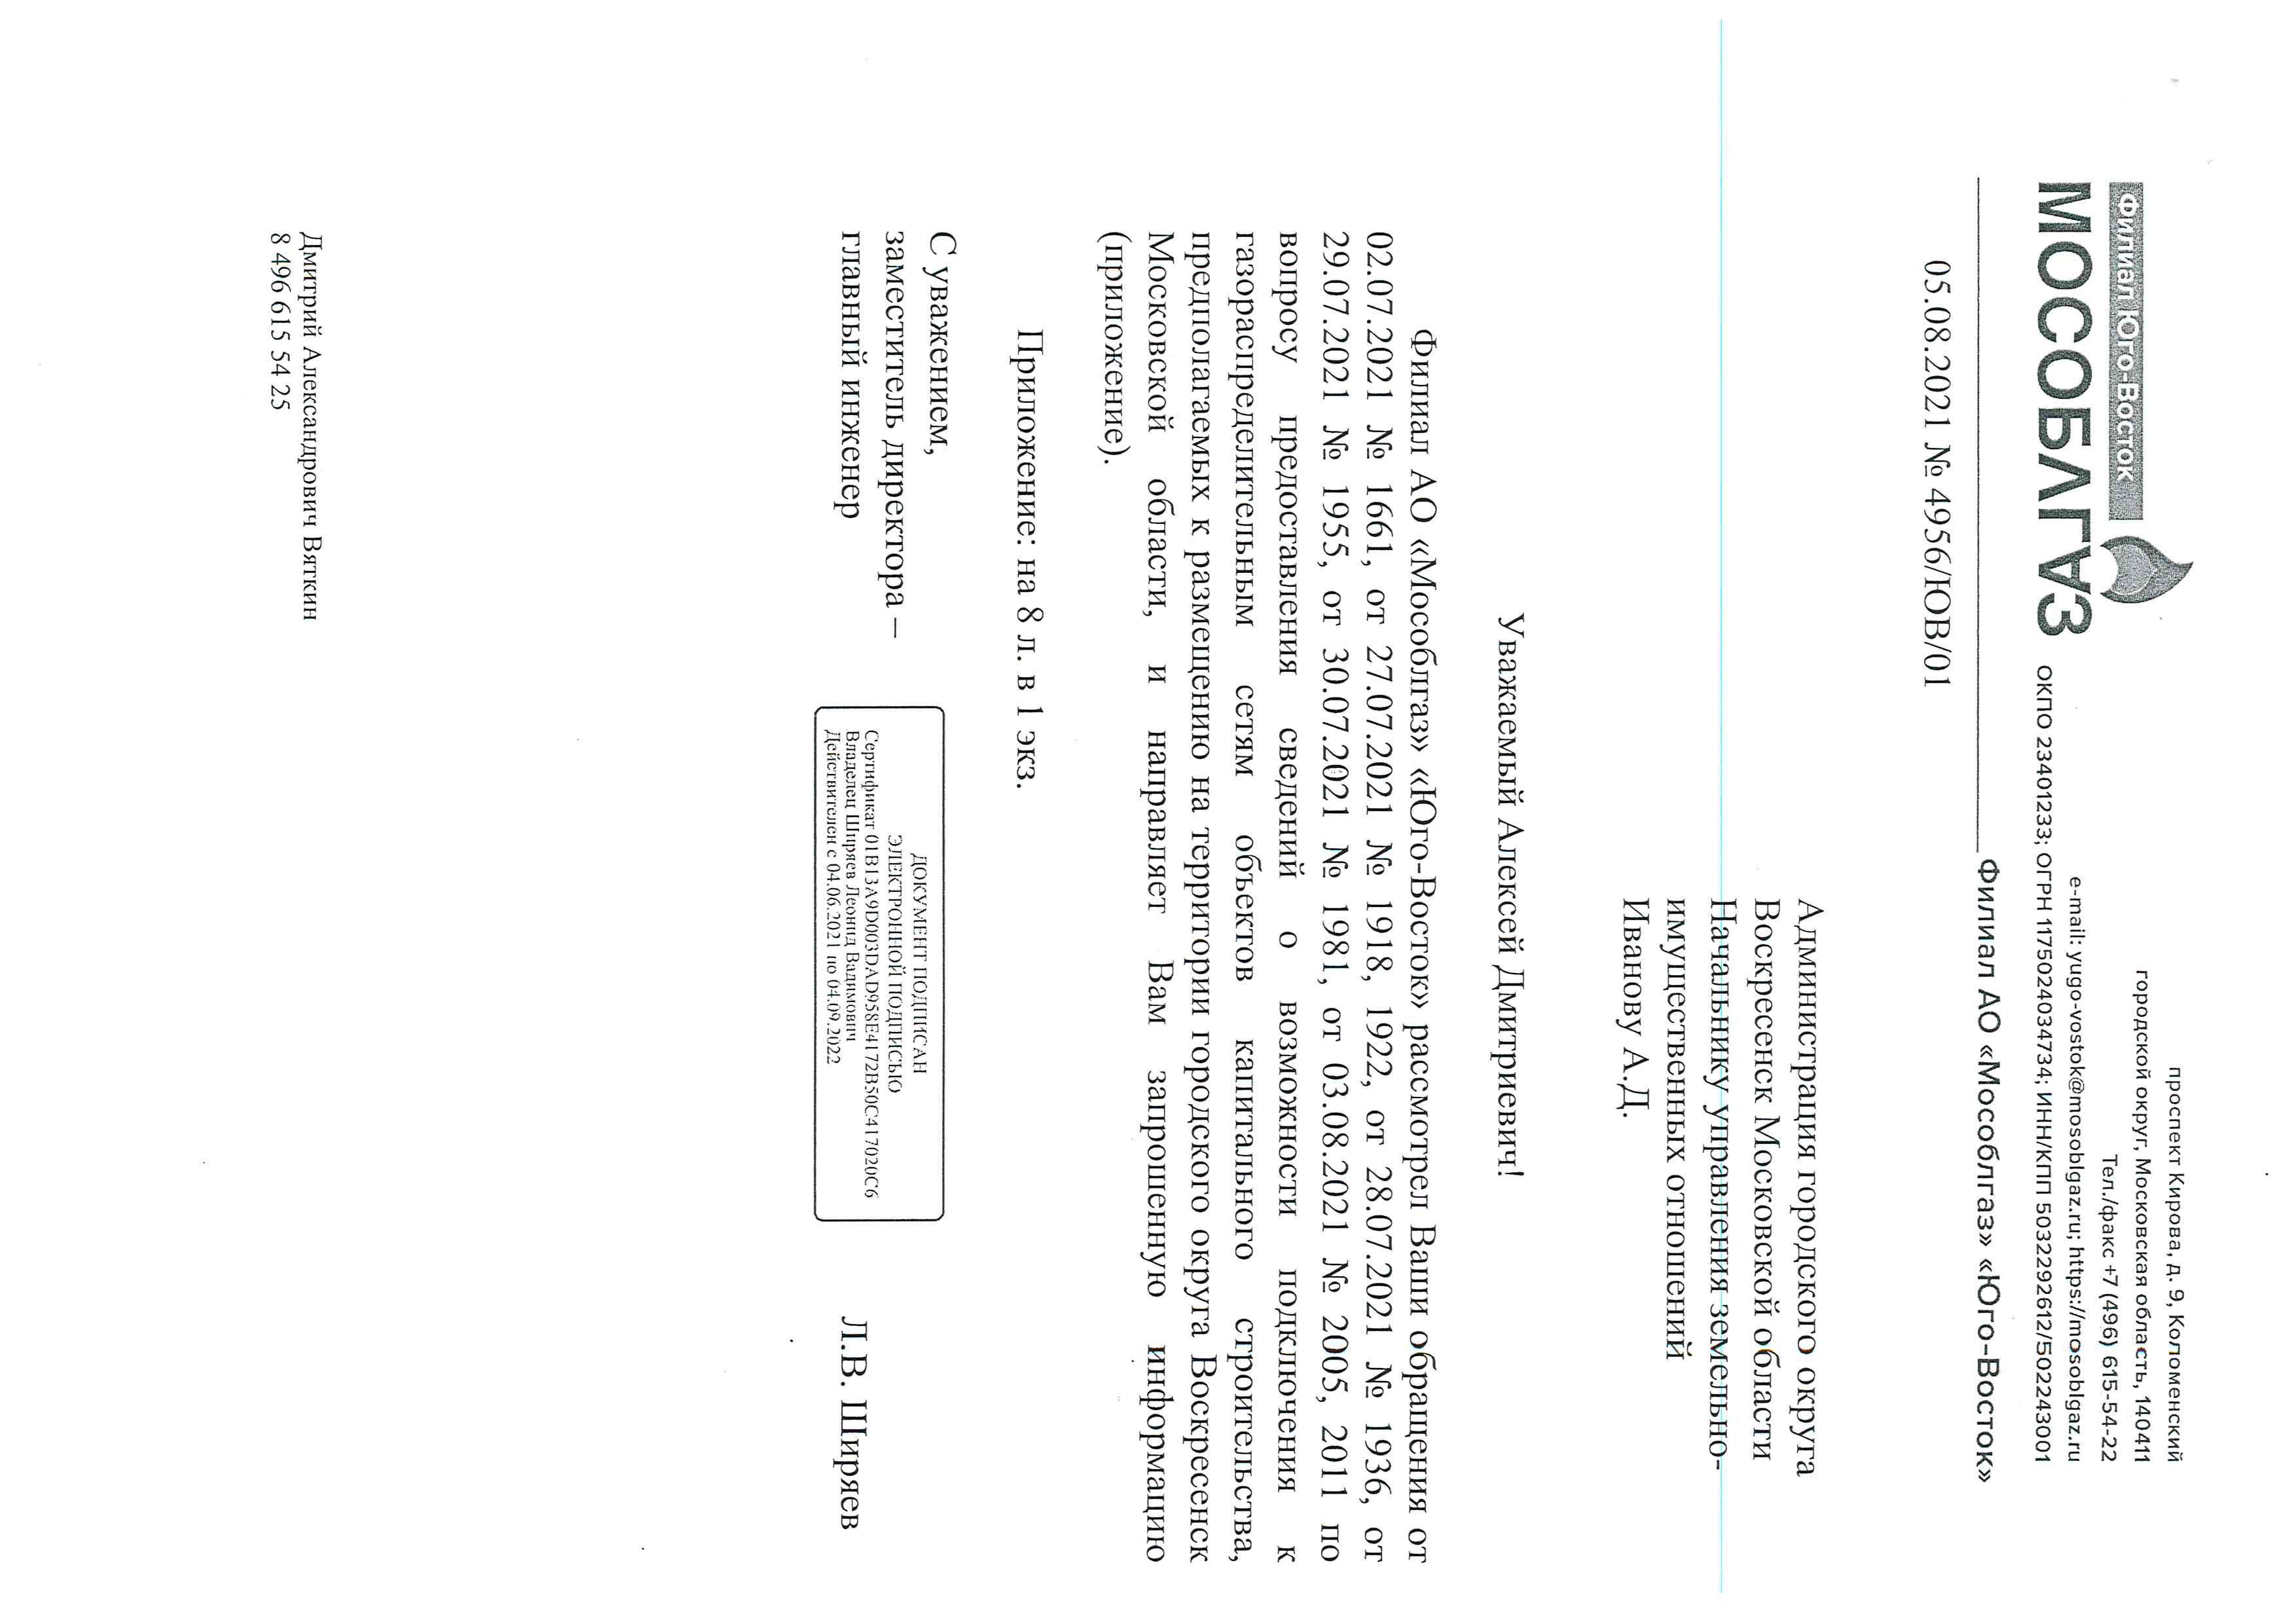 Филиал Юго-Восток
МОСОБЛГАЗ
проспект Кирова, д. 9, Коломенский
городской округ, Московская область, 140411
Тел./факс +7 (496) 615-54-22
e-mail: yugo-vostok@mosoblgaz.ru; https://mosoblgaz.ru
ОКПО 23401233; ОГРН 1175024034734; ИНН/КПП 5032292612/502243001
Филиал АО «Мособлгаз» «Юго-Восток»
05.08.2021 № 4956/ЮВ/01
Администрация городского округа
Воскресенск Московской области
Начальнику управления земельно-
имущественных отношений
Иванову А.Д.
Уважаемый Алексей Дмитриевич!
Филиал АО «Мособлгаз» «Юго-Восток» рассмотрел Ваши обращения от
02.07.2021 № 1661, от 27.07.2021 № 1918, 1922, от 28.07.2021 № 1936, от
29.07.2021 № 1955, от 30.07.2021 № 1981, от 03.08.2021 № 2005, 2011 по
вопросу предоставления сведений о возможности подключения к
газораспределительным сетям объектов капитального строительства,
предполагаемых к размещению на территории городского округа Воскресенск
Московской области, и направляет Вам запрошенную информацию
(приложение).
Приложение: на 8 л. в 1 экз.
С уважением,
заместитель директора –
главный инженер
ДОКУМЕНТ ПОДПИСАН
ЭЛЕКТРОННОЙ ПОДПИСЬЮ
Сертификат 01B13A9D003DAD958E4172B50C417020C6
Владелец Ширяев Леонид Вадимович
Действителен с 04.06.2021 по 04.09.2022
Л.В. Ширяев
Дмитрий Александрович Вяткин
8 496 615 54 25